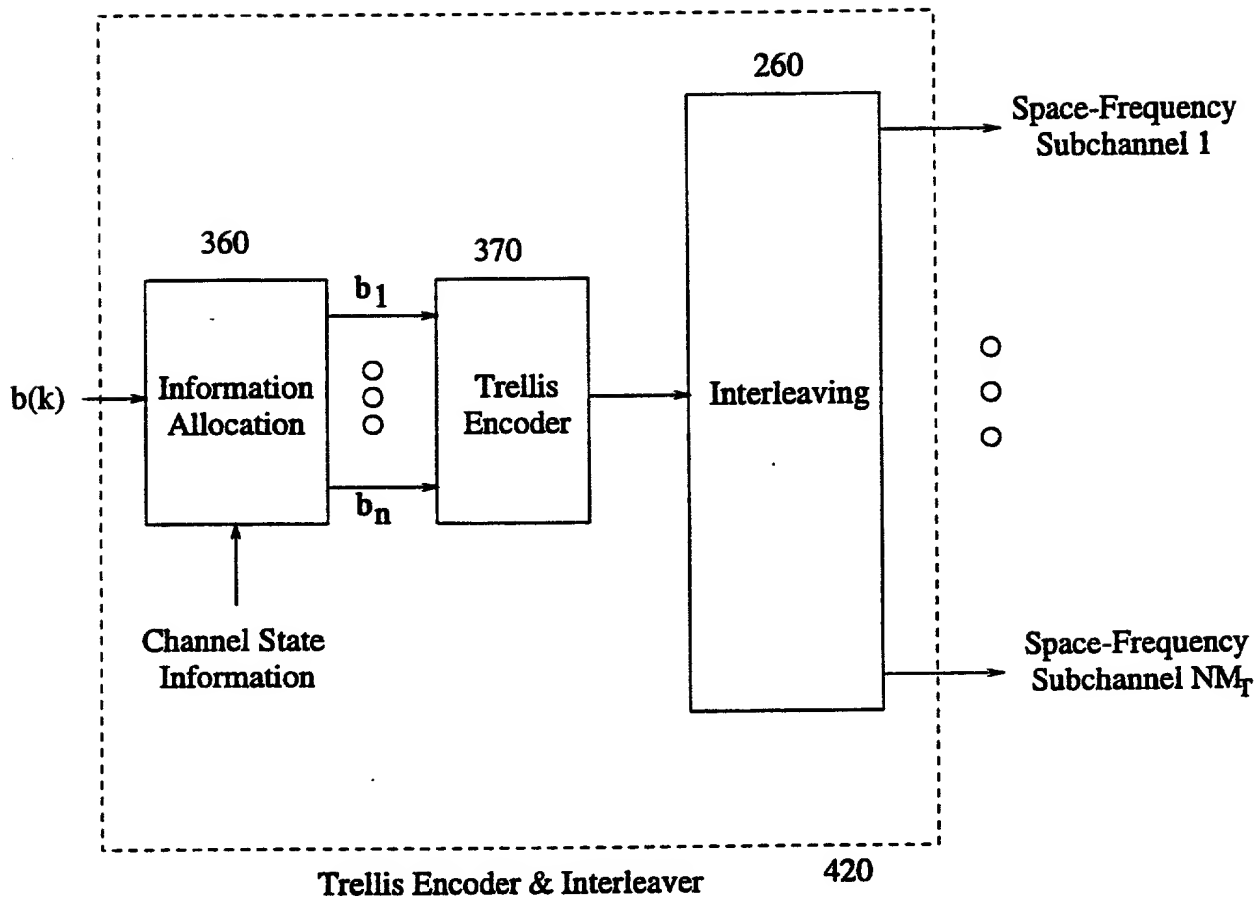 260
Space-Frequency
Subchannel 1
360
370
b1
b(k)
Information
Allocation
Trellis
Encoder
Interleaving
bn
Channel State
Information
Space-Frequency
Subchannel NMT
Trellis Encoder & Interleaver
420